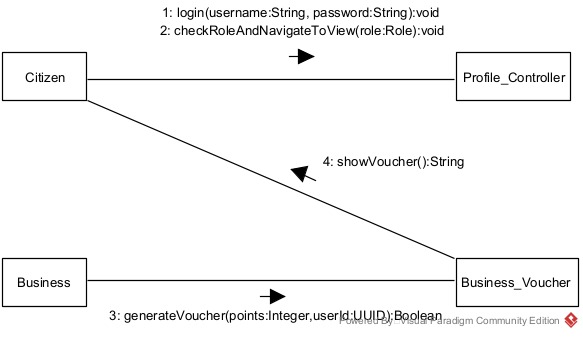 1: login(username:String, password:String):void
2: checkRoleAndNavigateToView(role:Role):void
Citizen
Profile_Controller
4: showVoucher():String
Business
Business_Voucher
3: generateVoucher(points:Integer,userId:UUID):Boolean
Powered By: Visual Paradigm Community Edition